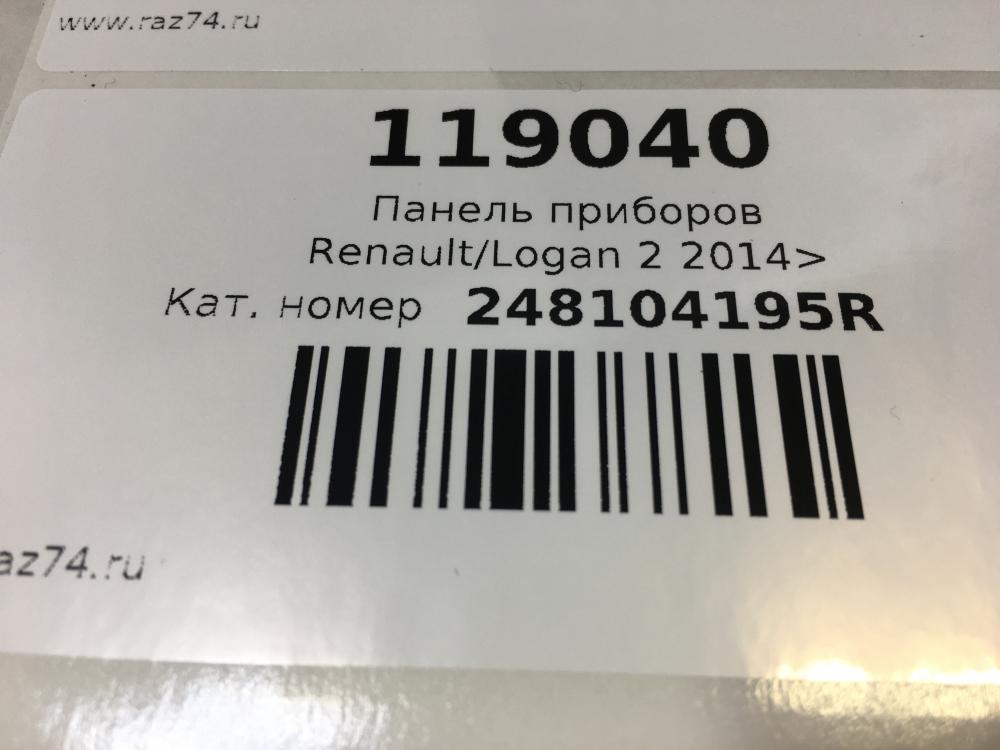 www.raz74.ru
119040
Панель приборов
Renault/Logan 2 2014>
Кат. номер 248104195R
az74.ru